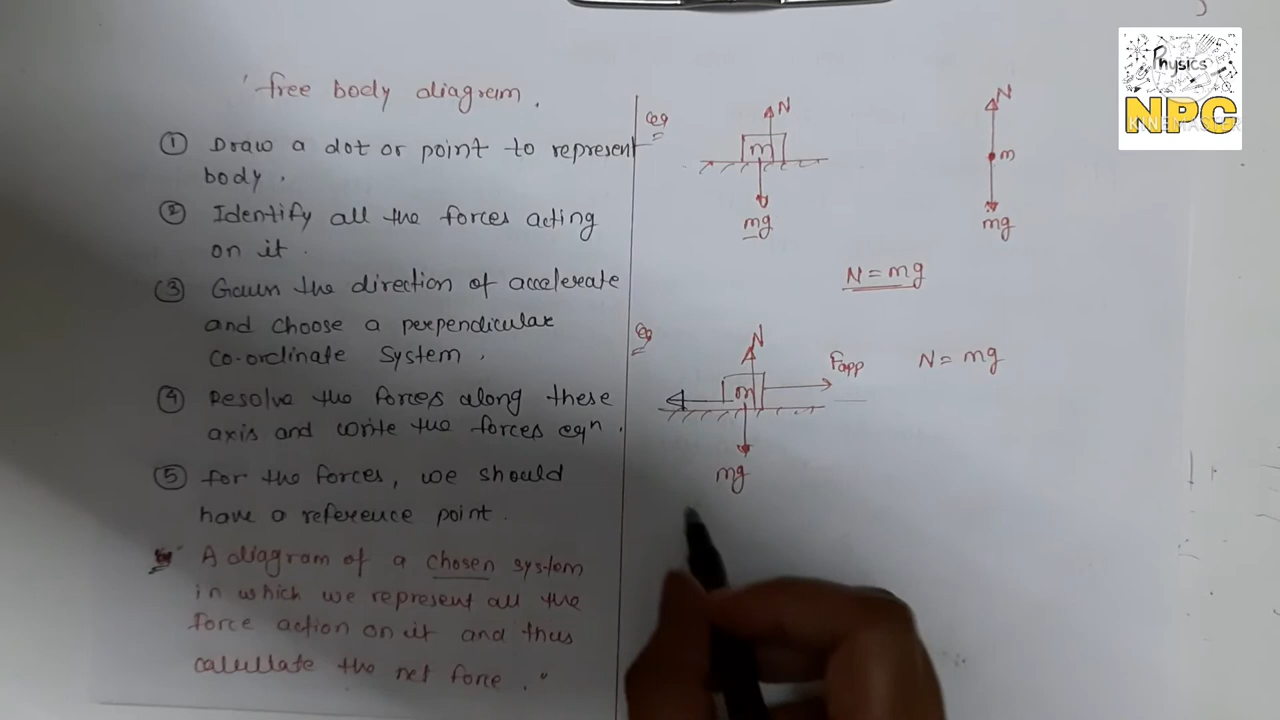 free body diagram.
① Draw a dot or point to represent
body.
② Identify all the forces acting
on it.
③ Gawn the direction of accelerate
and choose a perpendicular
co-ordinate system.
④ Resolve the forces along these
axis and write the forces eqⁿ.
⑤ for the forces, we should
have a reference point.
A diagram of a chosen system
in which we represent all the
force action on it and thus
calullate the net force."
eg
N
m
mg
N
m
mg
N = mg
eg
N
m
Fapp
mg
N = mg
Physics
NPC